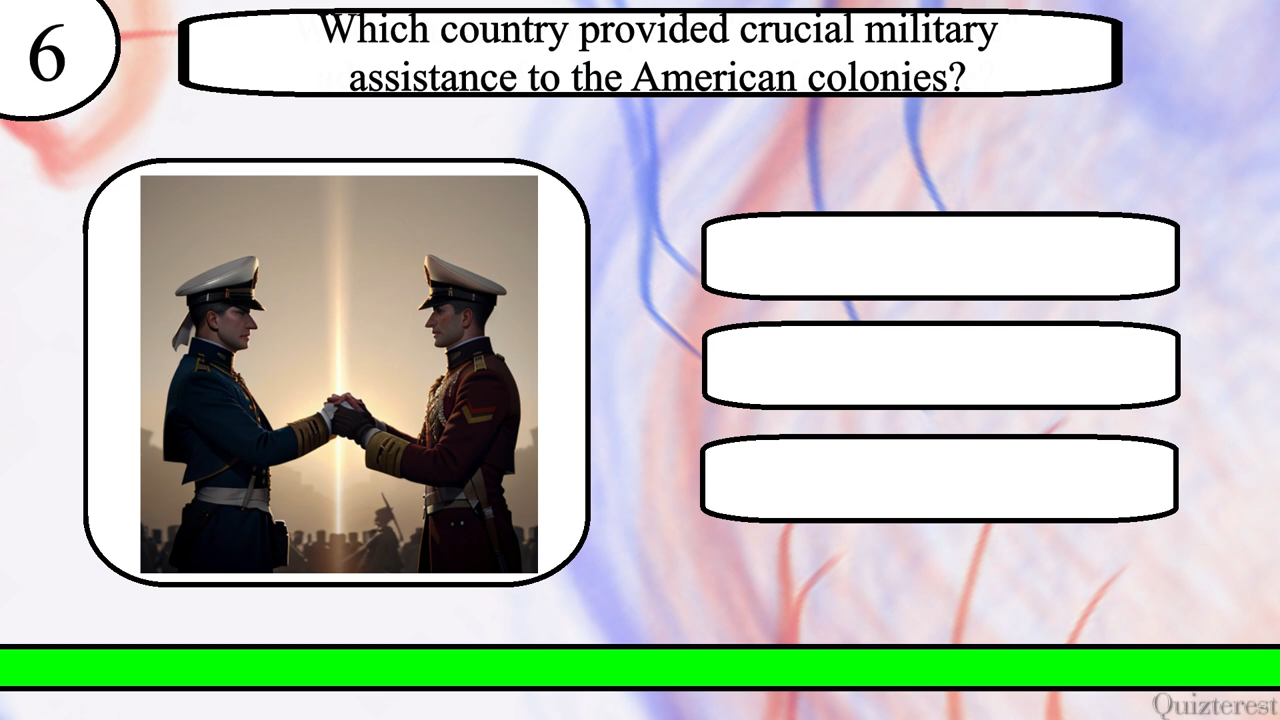 6
Which country provided crucial military
assistance to the American colonies?
Quizterest